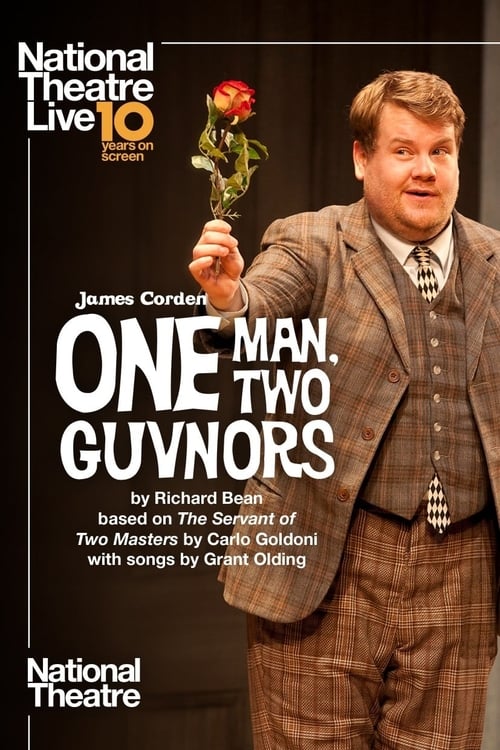 National
Theatre
Live 10
years on
screen
James Corden
ONE MAN,
TWO
GUVNORS
by Richard Bean
based on The Servant of
Two Masters by Carlo Goldoni
with songs by Grant Olding
National
Theatre
Live